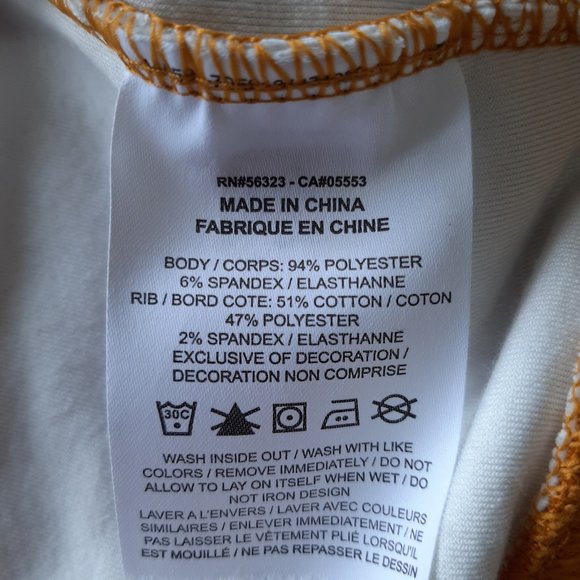 RN#56323 - CA#05553
MADE IN CHINA
FABRIQUE EN CHINE
BODY / CORPS: 94% POLYESTER
6% SPANDEX / ELASTHANNE
RIB / BORD COTE: 51% COTTON / COTON
47% POLYESTER
2% SPANDEX / ELASTHANNE
EXCLUSIVE OF DECORATION /
DECORATION NON COMPRISE
30C
WASH INSIDE OUT / WASH WITH LIKE
COLORS / REMOVE IMMEDIATELY / DO NOT
ALLOW TO LAY ON ITSELF WHEN WET / DO
NOT IRON DESIGN
LAVER A L'ENVERS / LAVER AVEC COULEURS
SIMILAIRES / ENLEVER IMMEDIATEMENT / NE
PAS LAISSER LE VÊTEMENT PLIÉ LORSQU'IL
EST MOUILLÉ / NE PAS REPASSER LE DESSIN